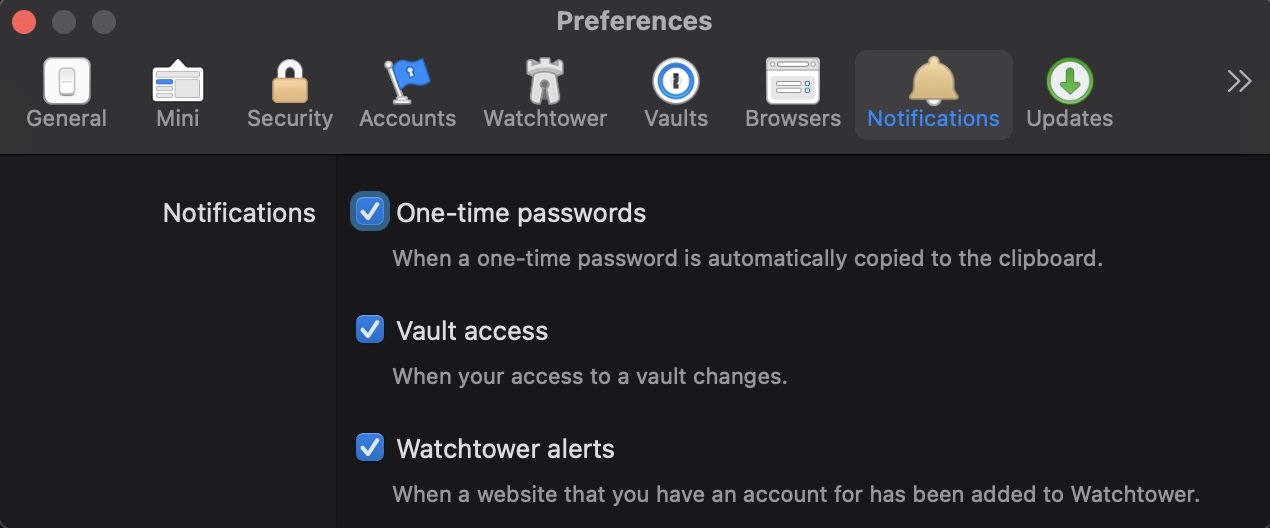 Preferences
General Mini Security Accounts Watchtower Vaults Browsers Notifications Updates
Notifications One-time passwords
When a one-time password is automatically copied to the clipboard.
Vault access
When your access to a vault changes.
Watchtower alerts
When a website that you have an account for has been added to Watchtower.